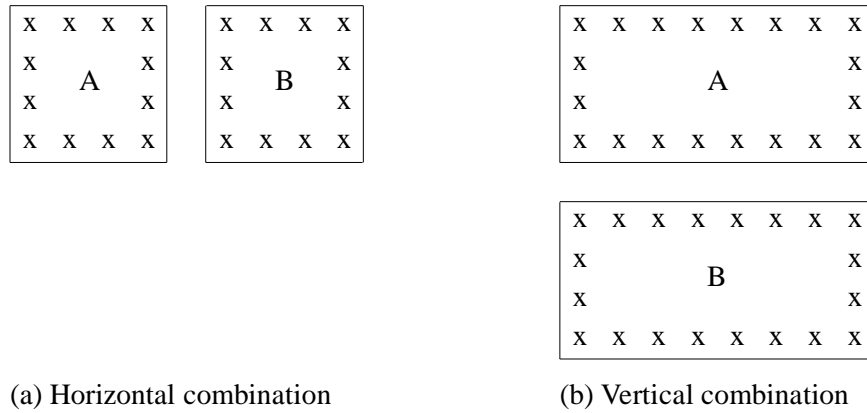 x x x x x x x x
x x x x
A B
x x x x
x x x x x x x x
(a) Horizontal combination
x x x x x x x x
x x
A
x x
x x x x x x x x
x x x x x x x x
x x
B
x x
x x x x x x x x
(b) Vertical combination